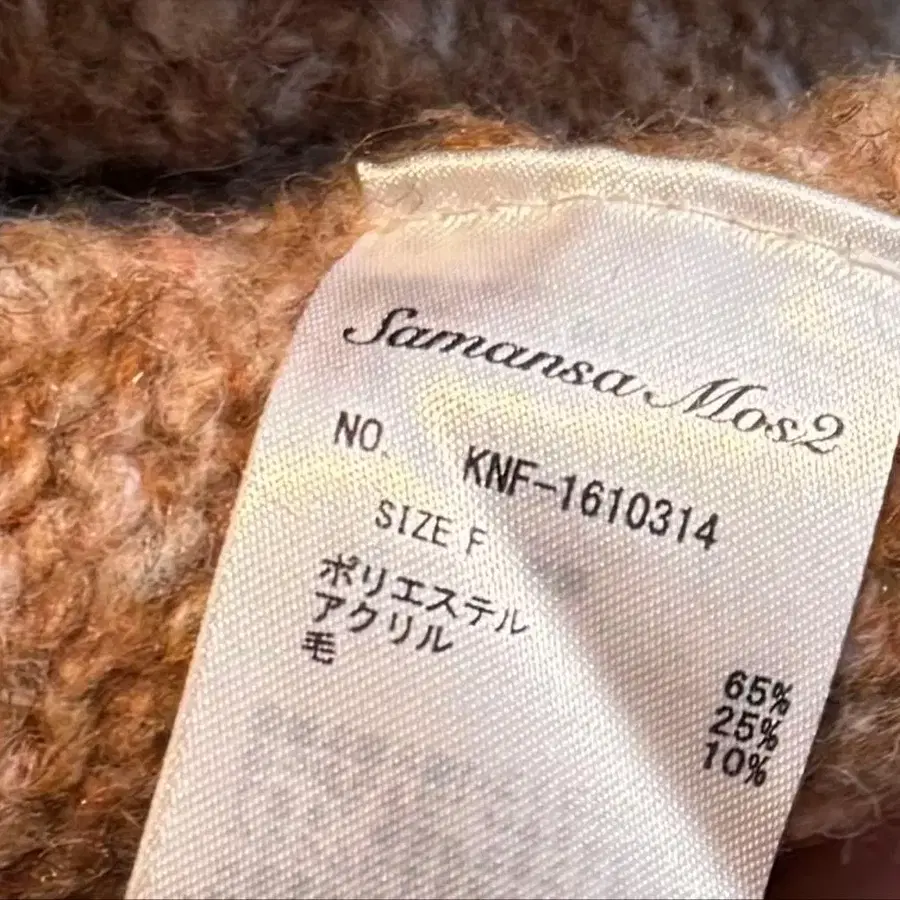 Samansa Mos2
NO. KNF-1610314
SIZE F
ポリエステル 65%
アクリル 25%
毛 10%